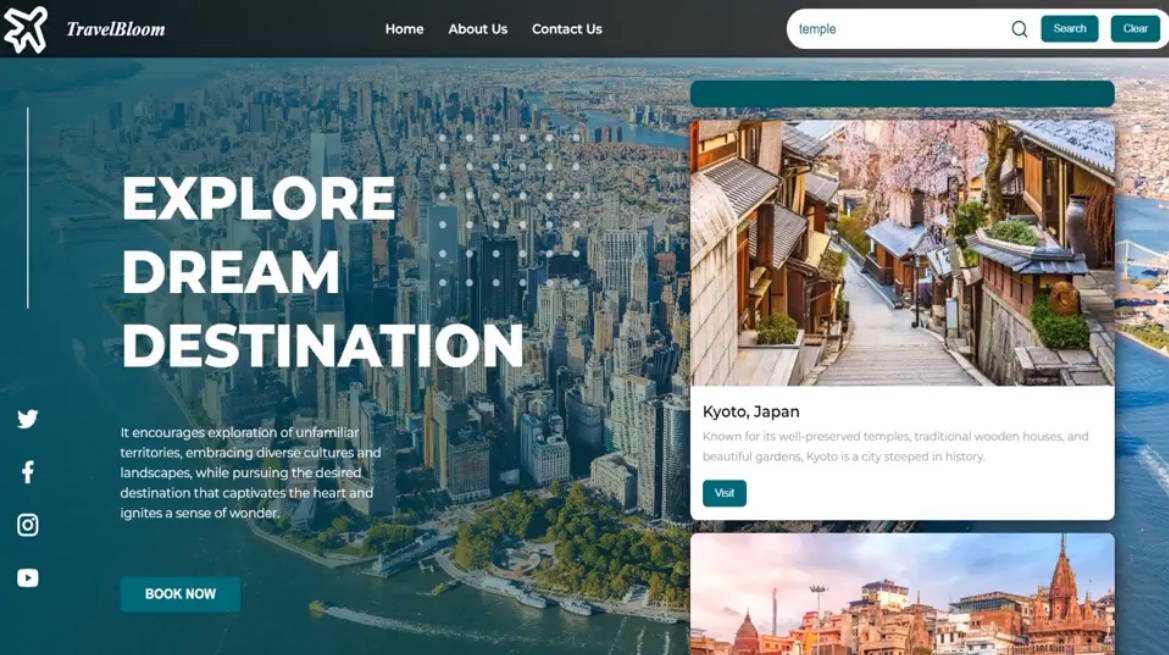 TravelBloom
Home
About Us
Contact Us
temple
Search
Clear
EXPLORE
DREAM
DESTINATION
It encourages exploration of unfamiliar
territories, embracing diverse cultures and
landscapes, while pursuing the desired
destination that captivates the heart and
ignites a sense of wonder.
BOOK NOW
Kyoto, Japan
Known for its well-preserved temples, traditional wooden houses, and
beautiful gardens, Kyoto is a city steeped in history.
Visit